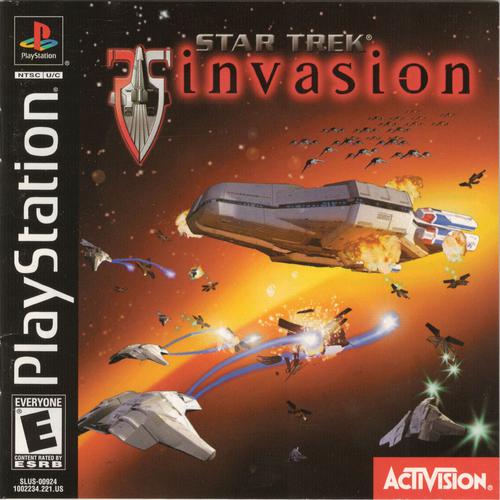 PlayStation
NTSC U/C
PlayStation
STAR TREK®
invasion
EVERYONE
E
CONTENT RATED BY
ESRB
SLUS-00924
1002234.221.US
ACTIVISION®